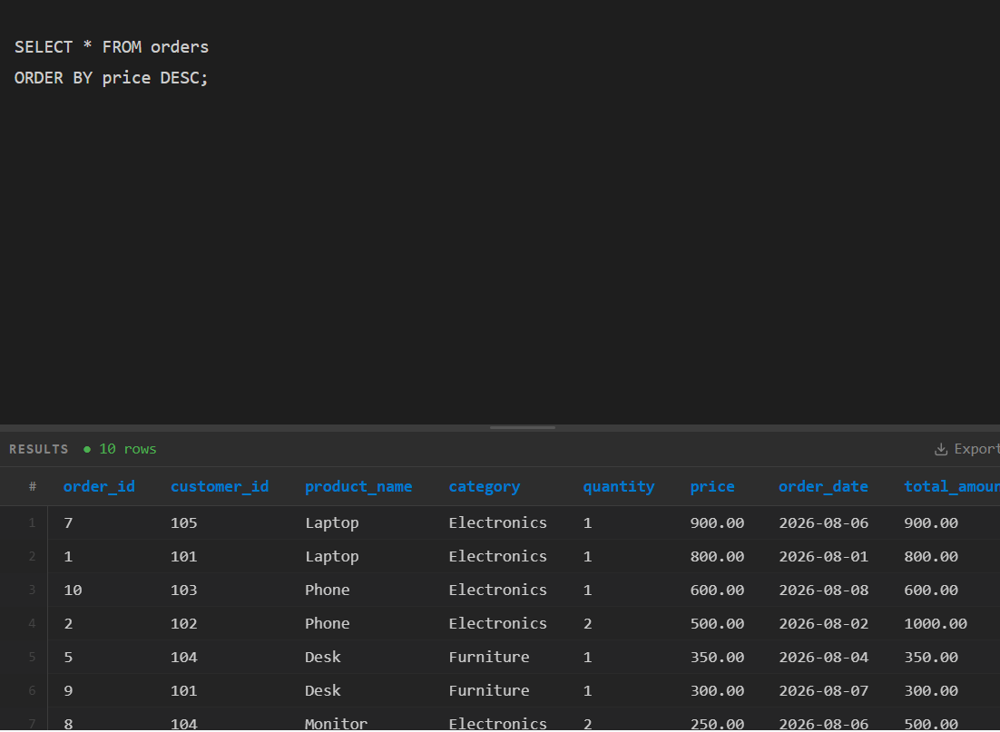 SELECT * FROM orders
ORDER BY price DESC;
RESULTS ● 10 rows Export
# order_id customer_id product_name category quantity price order_date total_amoun
1 7 105 Laptop Electronics 1 900.00 2026-08-06 900.00
2 1 101 Laptop Electronics 1 800.00 2026-08-01 800.00
3 10 103 Phone Electronics 1 600.00 2026-08-08 600.00
4 2 102 Phone Electronics 2 500.00 2026-08-02 1000.00
5 5 104 Desk Furniture 1 350.00 2026-08-04 350.00
6 9 101 Desk Furniture 1 300.00 2026-08-07 300.00
7 8 104 Monitor Electronics 2 250.00 2026-08-06 500.00